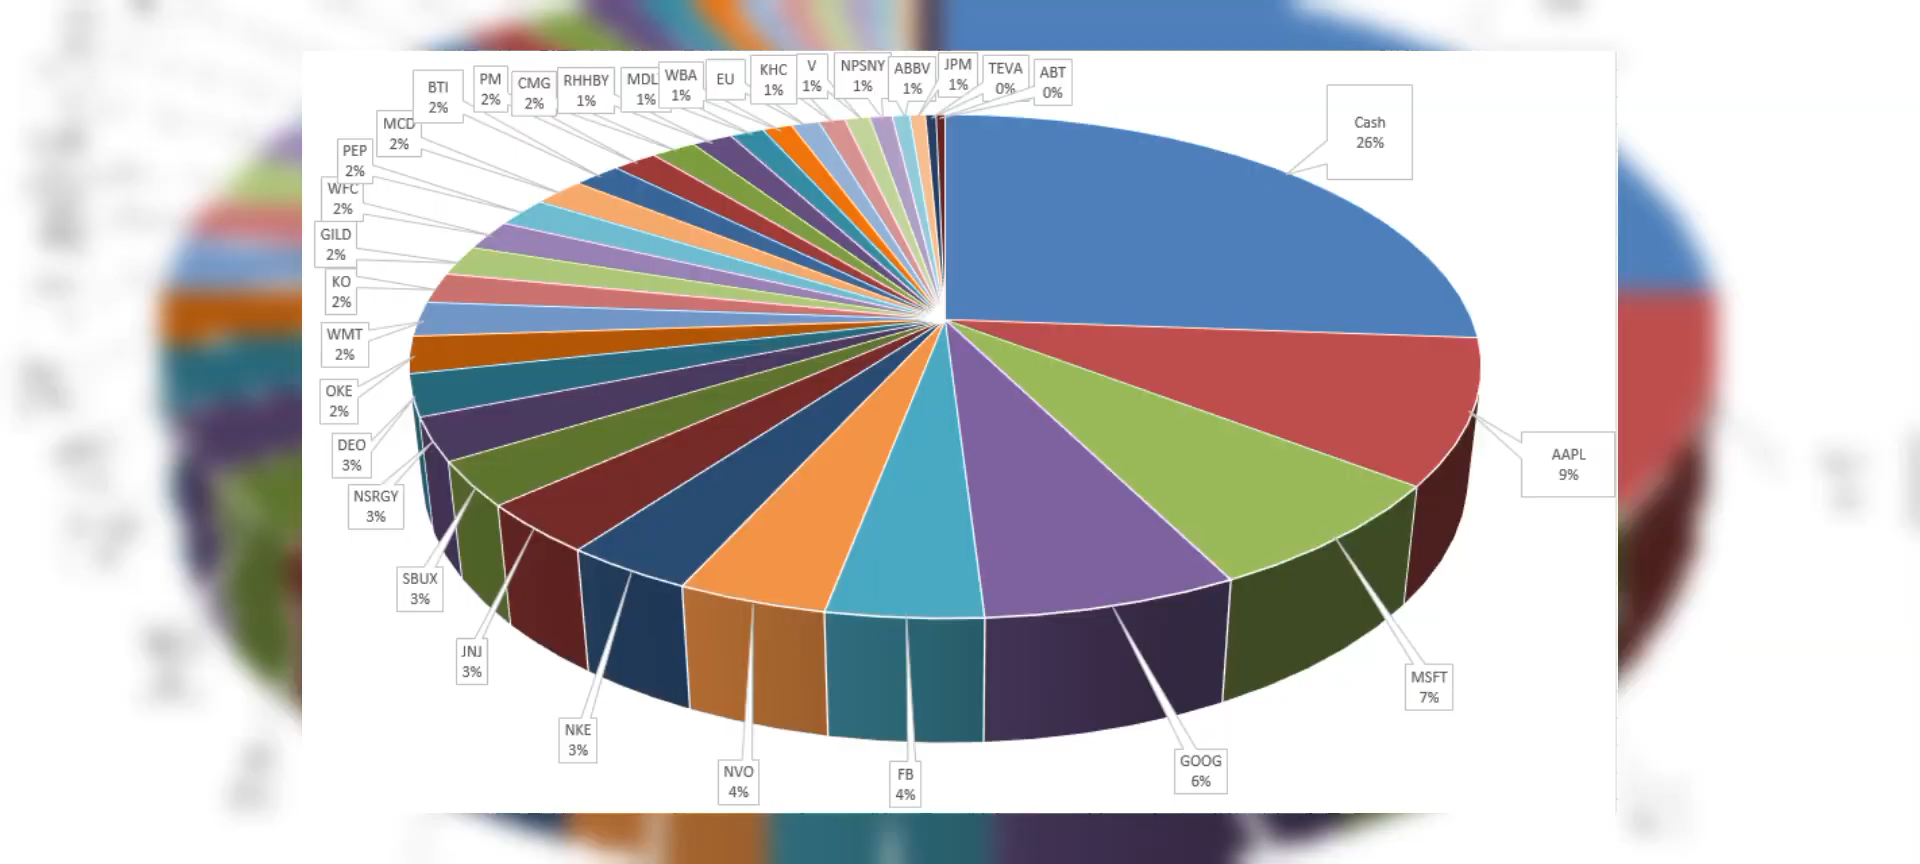 Cash
26%
AAPL
9%
MSFT
7%
GOOG
6%
FB
4%
NVO
4%
NKE
3%
JNJ
3%
SBUX
3%
NSRGY
3%
DEO
3%
OKE
2%
WMT
2%
KO
2%
GILD
2%
WFC
2%
PEP
2%
MCD
2%
BTI
2%
PM
2%
CMG
2%
RHHBY
1%
MDL
1%
WBA
1%
EU
KHC
1%
V
1%
NPSNY
1%
ABBV
1%
JPM
1%
TEVA
0%
ABT
0%